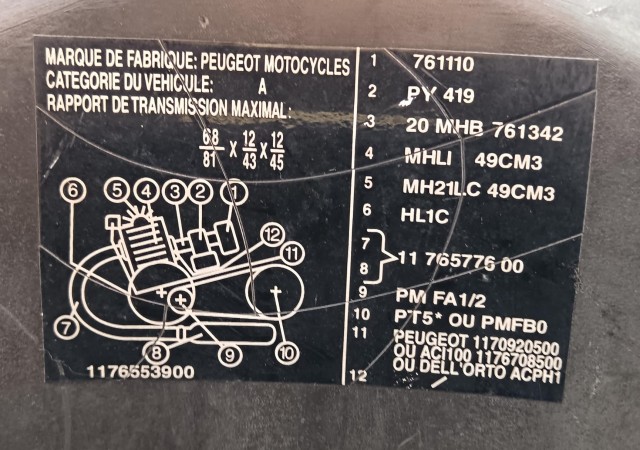 MARQUE DE FABRIQUE: PEUGEOT MOTOCYCLES
CATEGORIE DU VEHICULE: A
RAPPORT DE TRANSMISSION MAXIMAL:
68/81 x 12/43 x 12/45
6 5 4 3 2 1
12
11
7
8 9 10
1176553900
1 761110
2 PY 419
3 20 MHB 761342
4 MHLI 49CM3
5 MH21LC 49CM3
6 HL1C
7
8 } 11 765776 00
9 PM FA1/2
10 PT5* OU PMFB0
11 PEUGEOT 1170920500
OU ACI100 1176708500
OU DELL'ORTO ACPH1
12 /